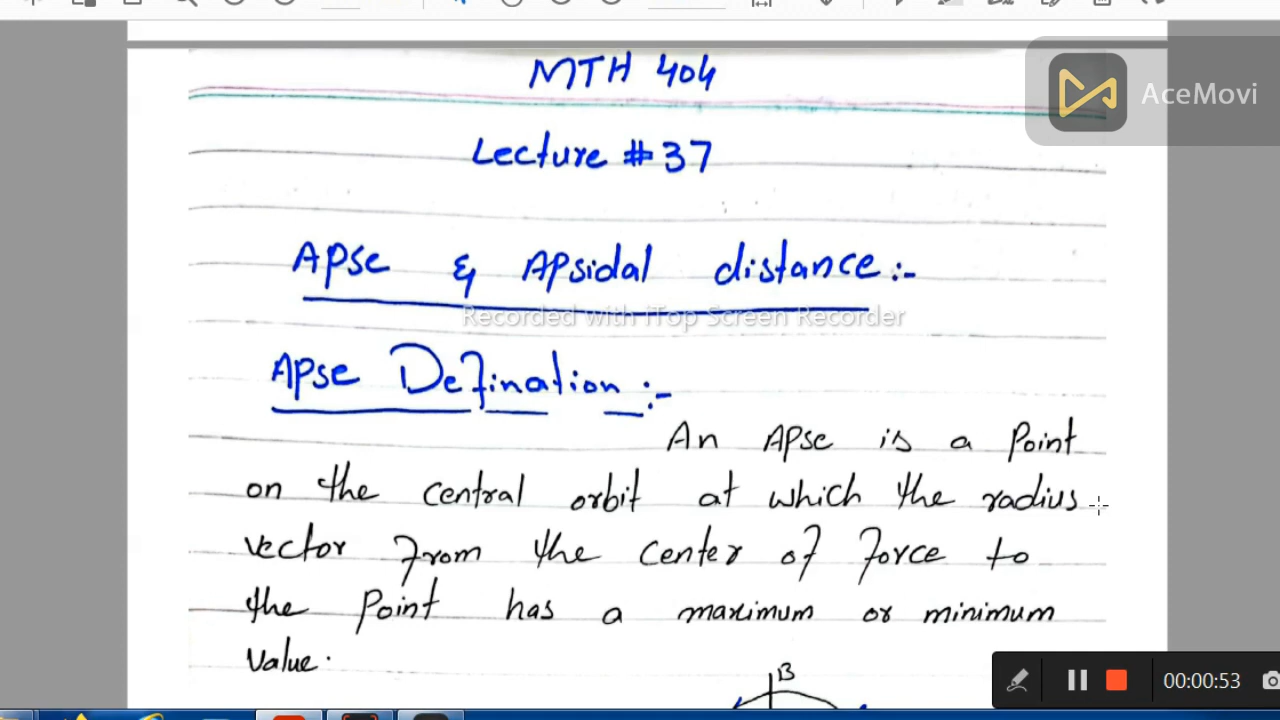 MTH 404
AceMovi
Lecture # 37
Apse & Apsidal distance:-
Recorded with iTop Screen Recorder
Apse Defination:-
An Apse is a Point
on the central orbit at which the radius
vector from the center of force to
the Point has a maximum or minimum
value.
B
00:00:53